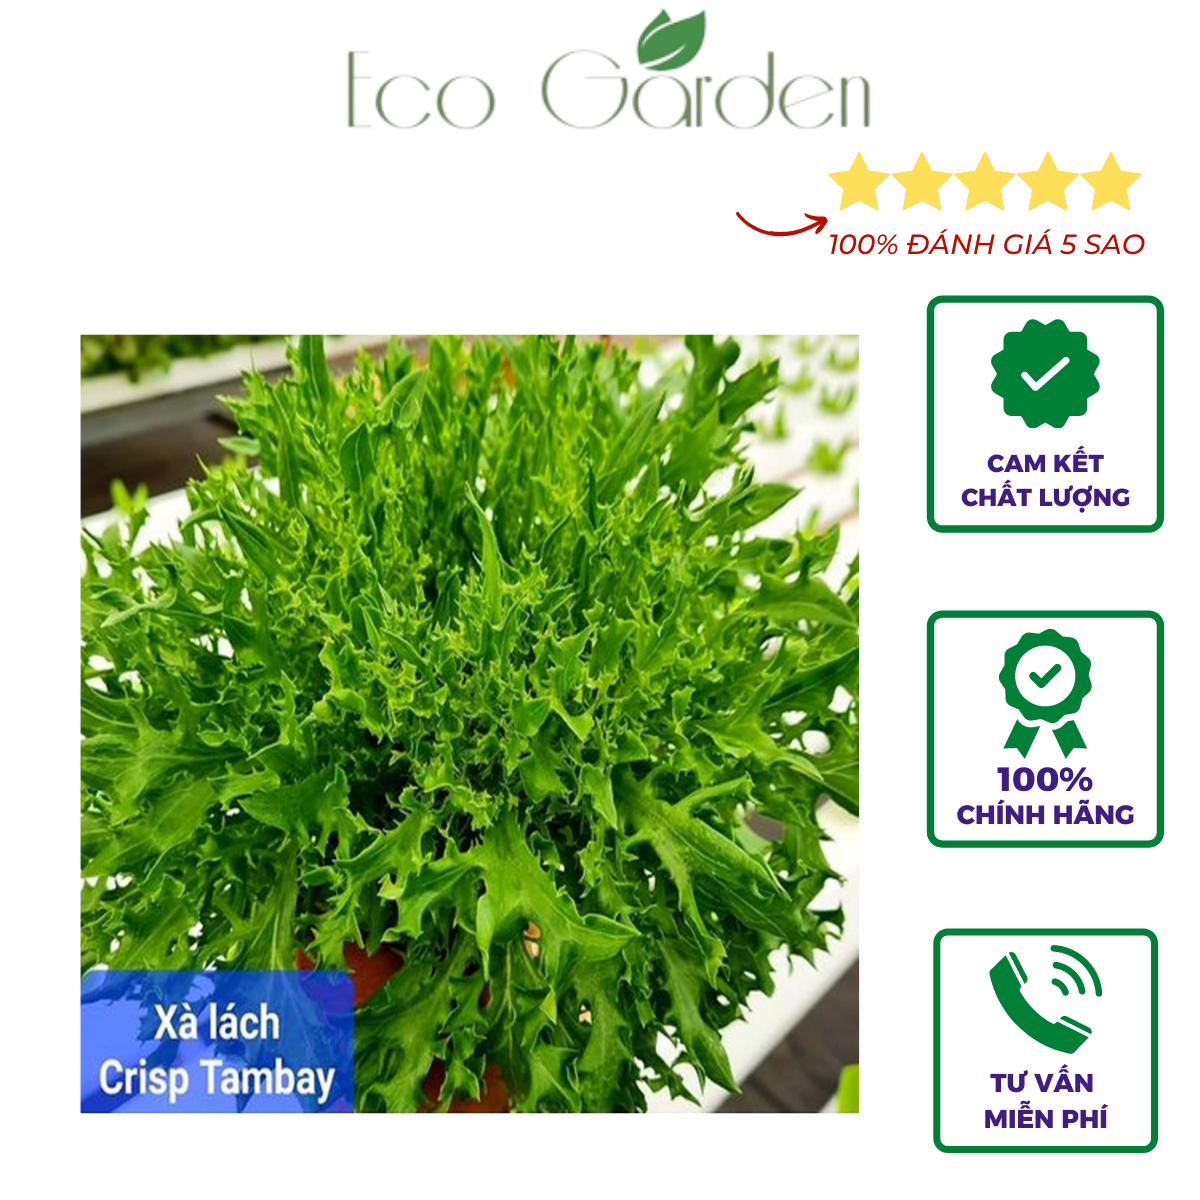 Eco Garden
100% ĐÁNH GIÁ 5 SAO
CAM KẾT
CHẤT LƯỢNG
100%
CHÍNH HÃNG
TƯ VẤN
MIỄN PHÍ
Xà lách
Crisp Tambay